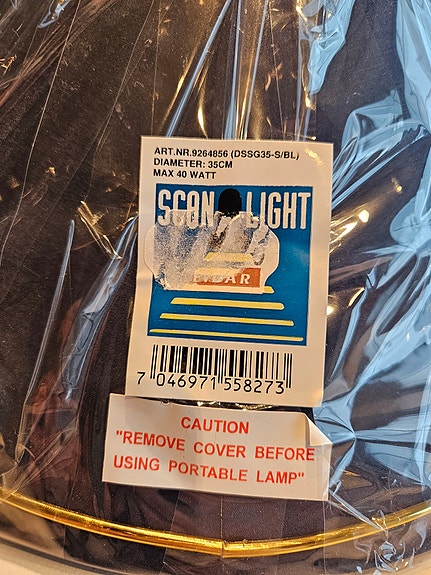 ART.NR.9264856 (DSSG35-S/BL)
DIAMETER: 35CM
MAX 40 WATT
SCAN LIGHT
7 046971 558273
CAUTION
"REMOVE COVER BEFORE
USING PORTABLE LAMP"